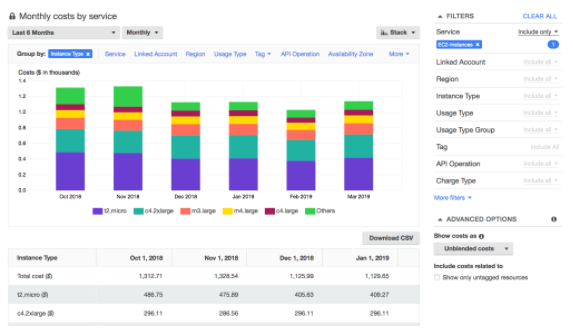 Monthly costs by service
Last 6 Months Monthly Stack
Group by: Instance Type × Service Linked Account Region Usage Type Tag API Operation Availability Zone More
Costs ($ in thousands)
1.4
1.2
1.0
0.8
0.6
0.4
0.2
0.0
Oct 2018 Nov 2018 Dec 2018 Jan 2019 Feb 2019 Mar 2019
t2.micro c4.2xlarge m3.large m4.large c4.large Others
Download CSV
Instance Type Oct 1, 2018 Nov 1, 2018 Dec 1, 2018 Jan 1, 2019
Total cost ($) 1,312.71 1,328.54 1,125.99 1,129.65
t2.micro ($) 486.75 475.89 405.63 409.27
c4.2xlarge ($) 296.11 286.56 296.11 296.11
FILTERS CLEAR ALL
Service Include only
EC2-Instances × 1
Linked Account Include all
Region Include all
Instance Type Include all
Usage Type Include all
Usage Type Group Include all
Tag Include All
API Operation Include all
Charge Type Include all
More filters
ADVANCED OPTIONS
Show costs as
Unblended costs
Include costs related to
Show only untagged resources